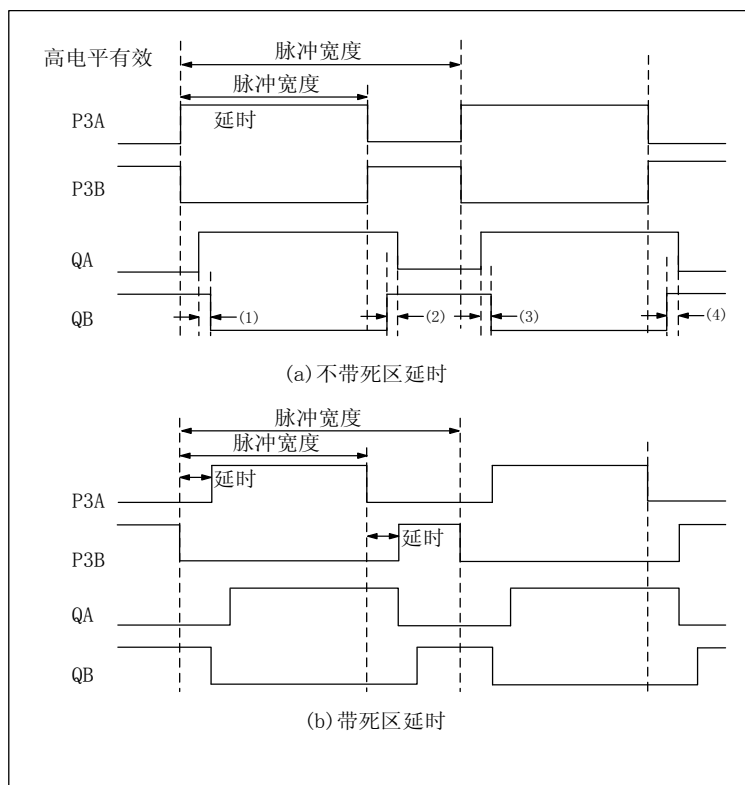 高电平有效
脉冲宽度
脉冲宽度
延时
P3A
P3B
QA
QB
(1)
(2)
(3)
(4)
(a)不带死区延时
脉冲宽度
脉冲宽度
延时
P3A
延时
P3B
QA
QB
(b)带死区延时